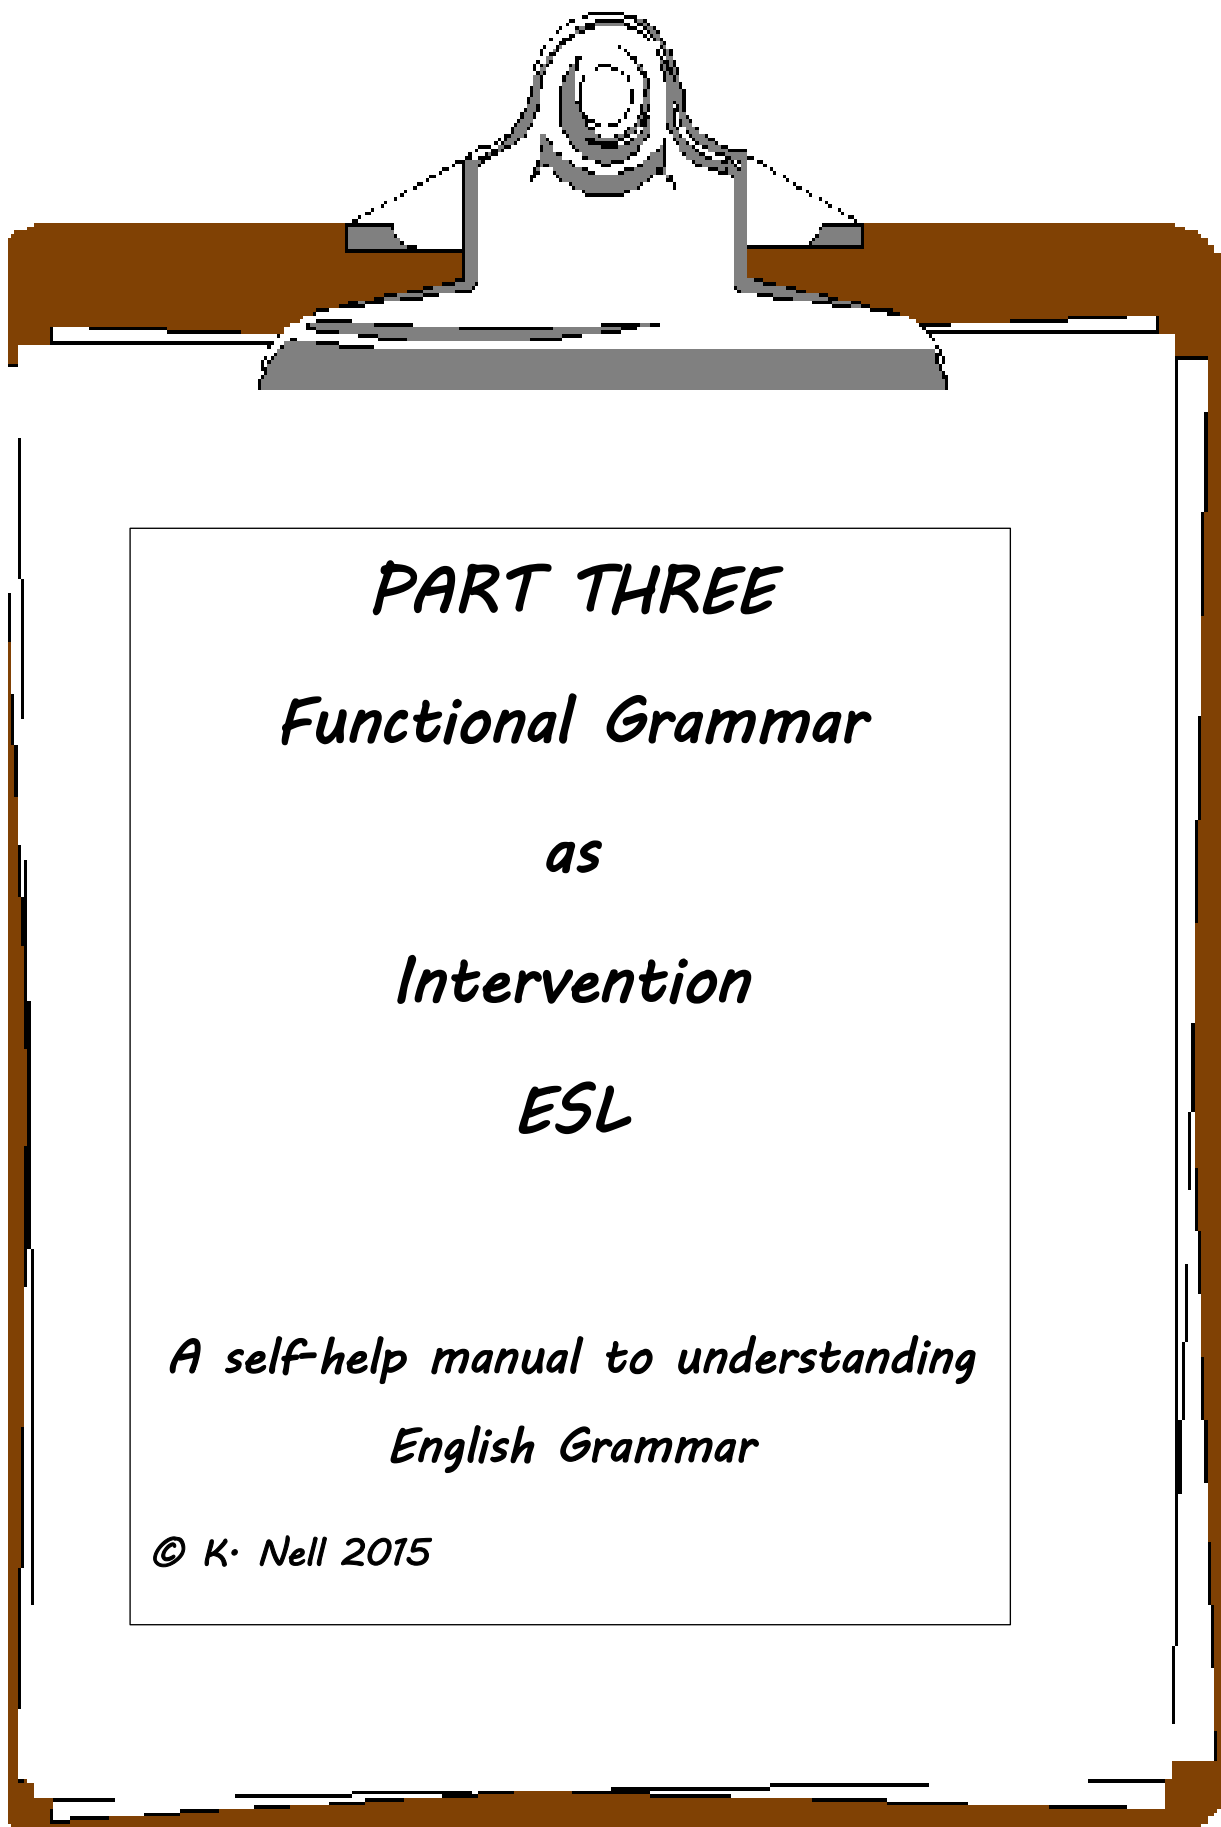 PART THREE
Functional Grammar
as
Intervention
ESL
A self-help manual to understanding
English Grammar
© K. Nell 2015